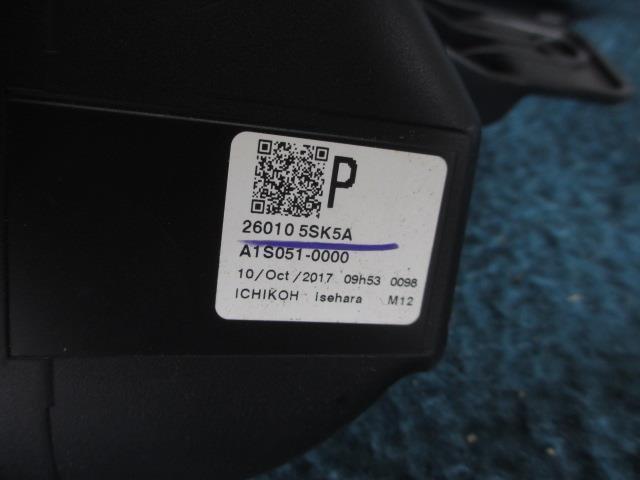 P
26010 5SK5A
A1S051-0000
10/Oct/2017 09h53 0098
ICHIKOH Isehara M12